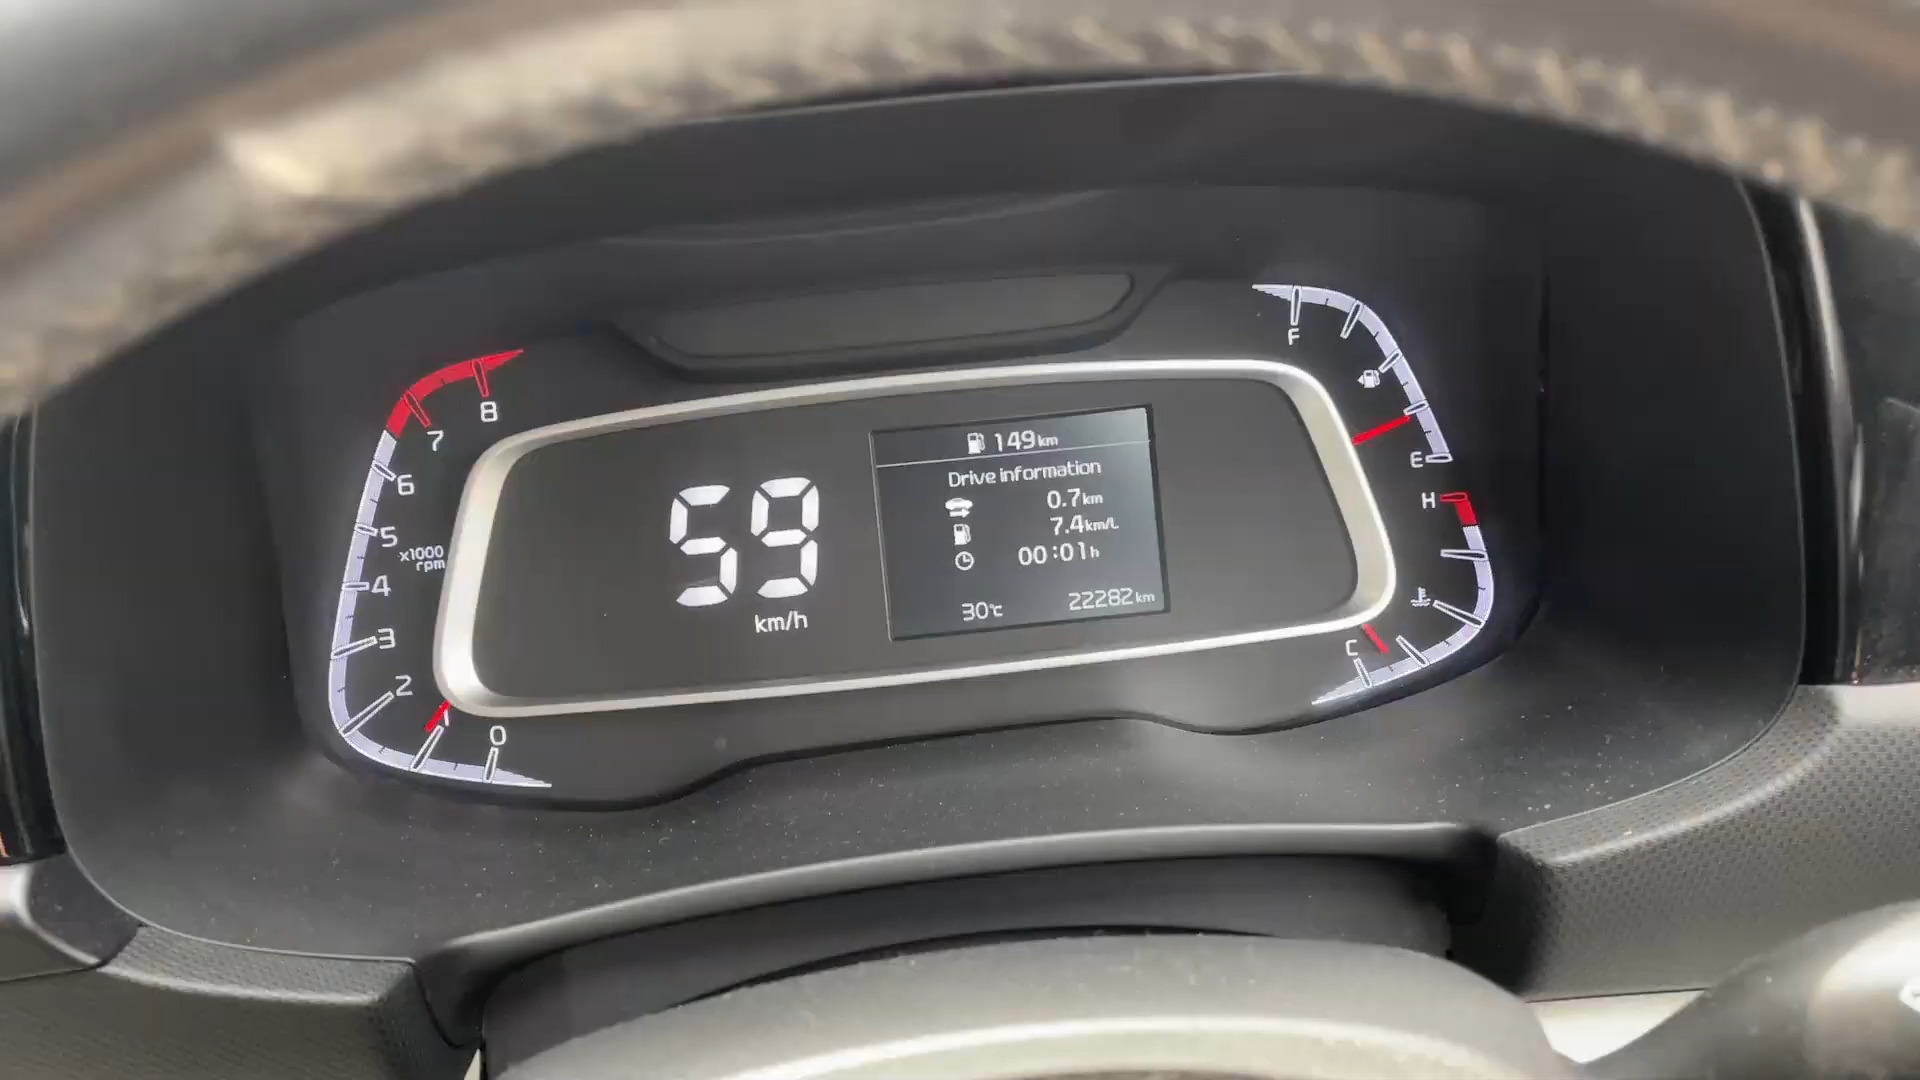 8
7
6
5
x1000
rpm
4
3
2
1
0
59
km/h
149km
Drive information
0.7km
7.4km/L
00:01h
30℃
22282km
F
E
H
C